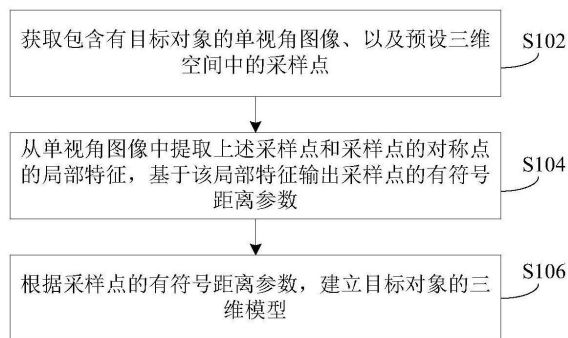 获取包含有目标对象的单视角图像、以及预设三维
空间中的采样点
S102
从单视角图像中提取上述采样点和采样点的对称点
的局部特征，基于该局部特征输出采样点的有符号
距离参数
S104
根据采样点的有符号距离参数，建立目标对象的三
维模型
S106